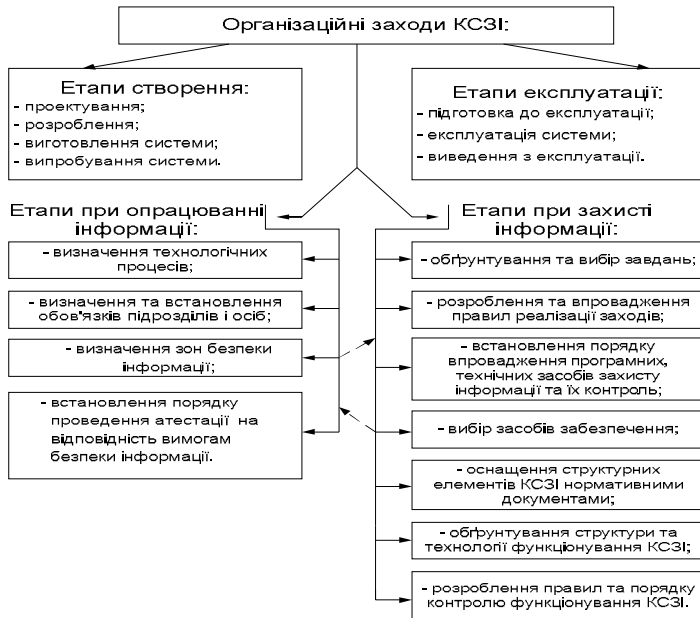 Організаційні заходи КСЗІ:
Етапи створення:
- проектування;
- розроблення;
- виготовлення системи;
- випробування системи.
Етапи експлуатації:
- підготовка до експлуатації;
- експлуатація системи;
- виведення з експлуатації.
Етапи при опрацюванні
інформації:
- визначення технологічних
процесів;
- визначення та встановлення
обов'язків підрозділів і осіб;
- визначення зон безпеки
інформації;
- встановлення порядку
проведення атестації на
відповідність вимогам
безпеки інформації.
Етапи при захисті
інформації:
- обґрунтування та вибір завдань;
- розроблення та впровадження
правил реалізації заходів;
- встановлення порядку
впровадження програмних,
технічних засобів захисту
інформації та їх контроль;
- вибір засобів забезпечення;
- оснащення структурних
елементів КСЗІ нормативними
документами;
- обґрунтування структури та
технології функціонування КСЗІ;
- розроблення правил та порядку
контролю функціонування КСЗІ.